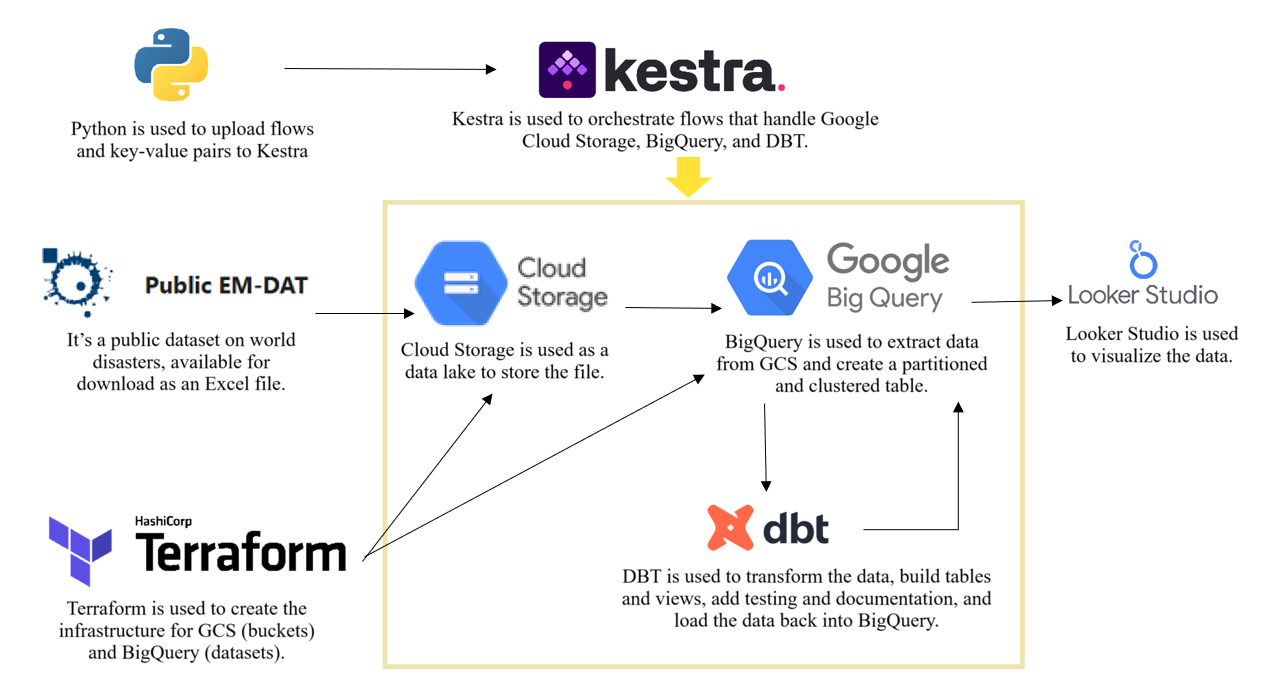 kestra.
Python is used to upload flows
and key-value pairs to Kestra
Kestra is used to orchestrate flows that handle Google
Cloud Storage, BigQuery, and DBT.
Public EM-DAT
It’s a public dataset on world
disasters, available for
download as an Excel file.
Cloud
Storage
Cloud Storage is used as a
data lake to store the file.
Google
Big Query
BigQuery is used to extract data
from GCS and create a partitioned
and clustered table.
Looker Studio
Looker Studio is used
to visualize the data.
HashiCorp
Terraform
Terraform is used to create the
infrastructure for GCS (buckets)
and BigQuery (datasets).
dbt
DBT is used to transform the data, build tables
and views, add testing and documentation, and
load the data back into BigQuery.